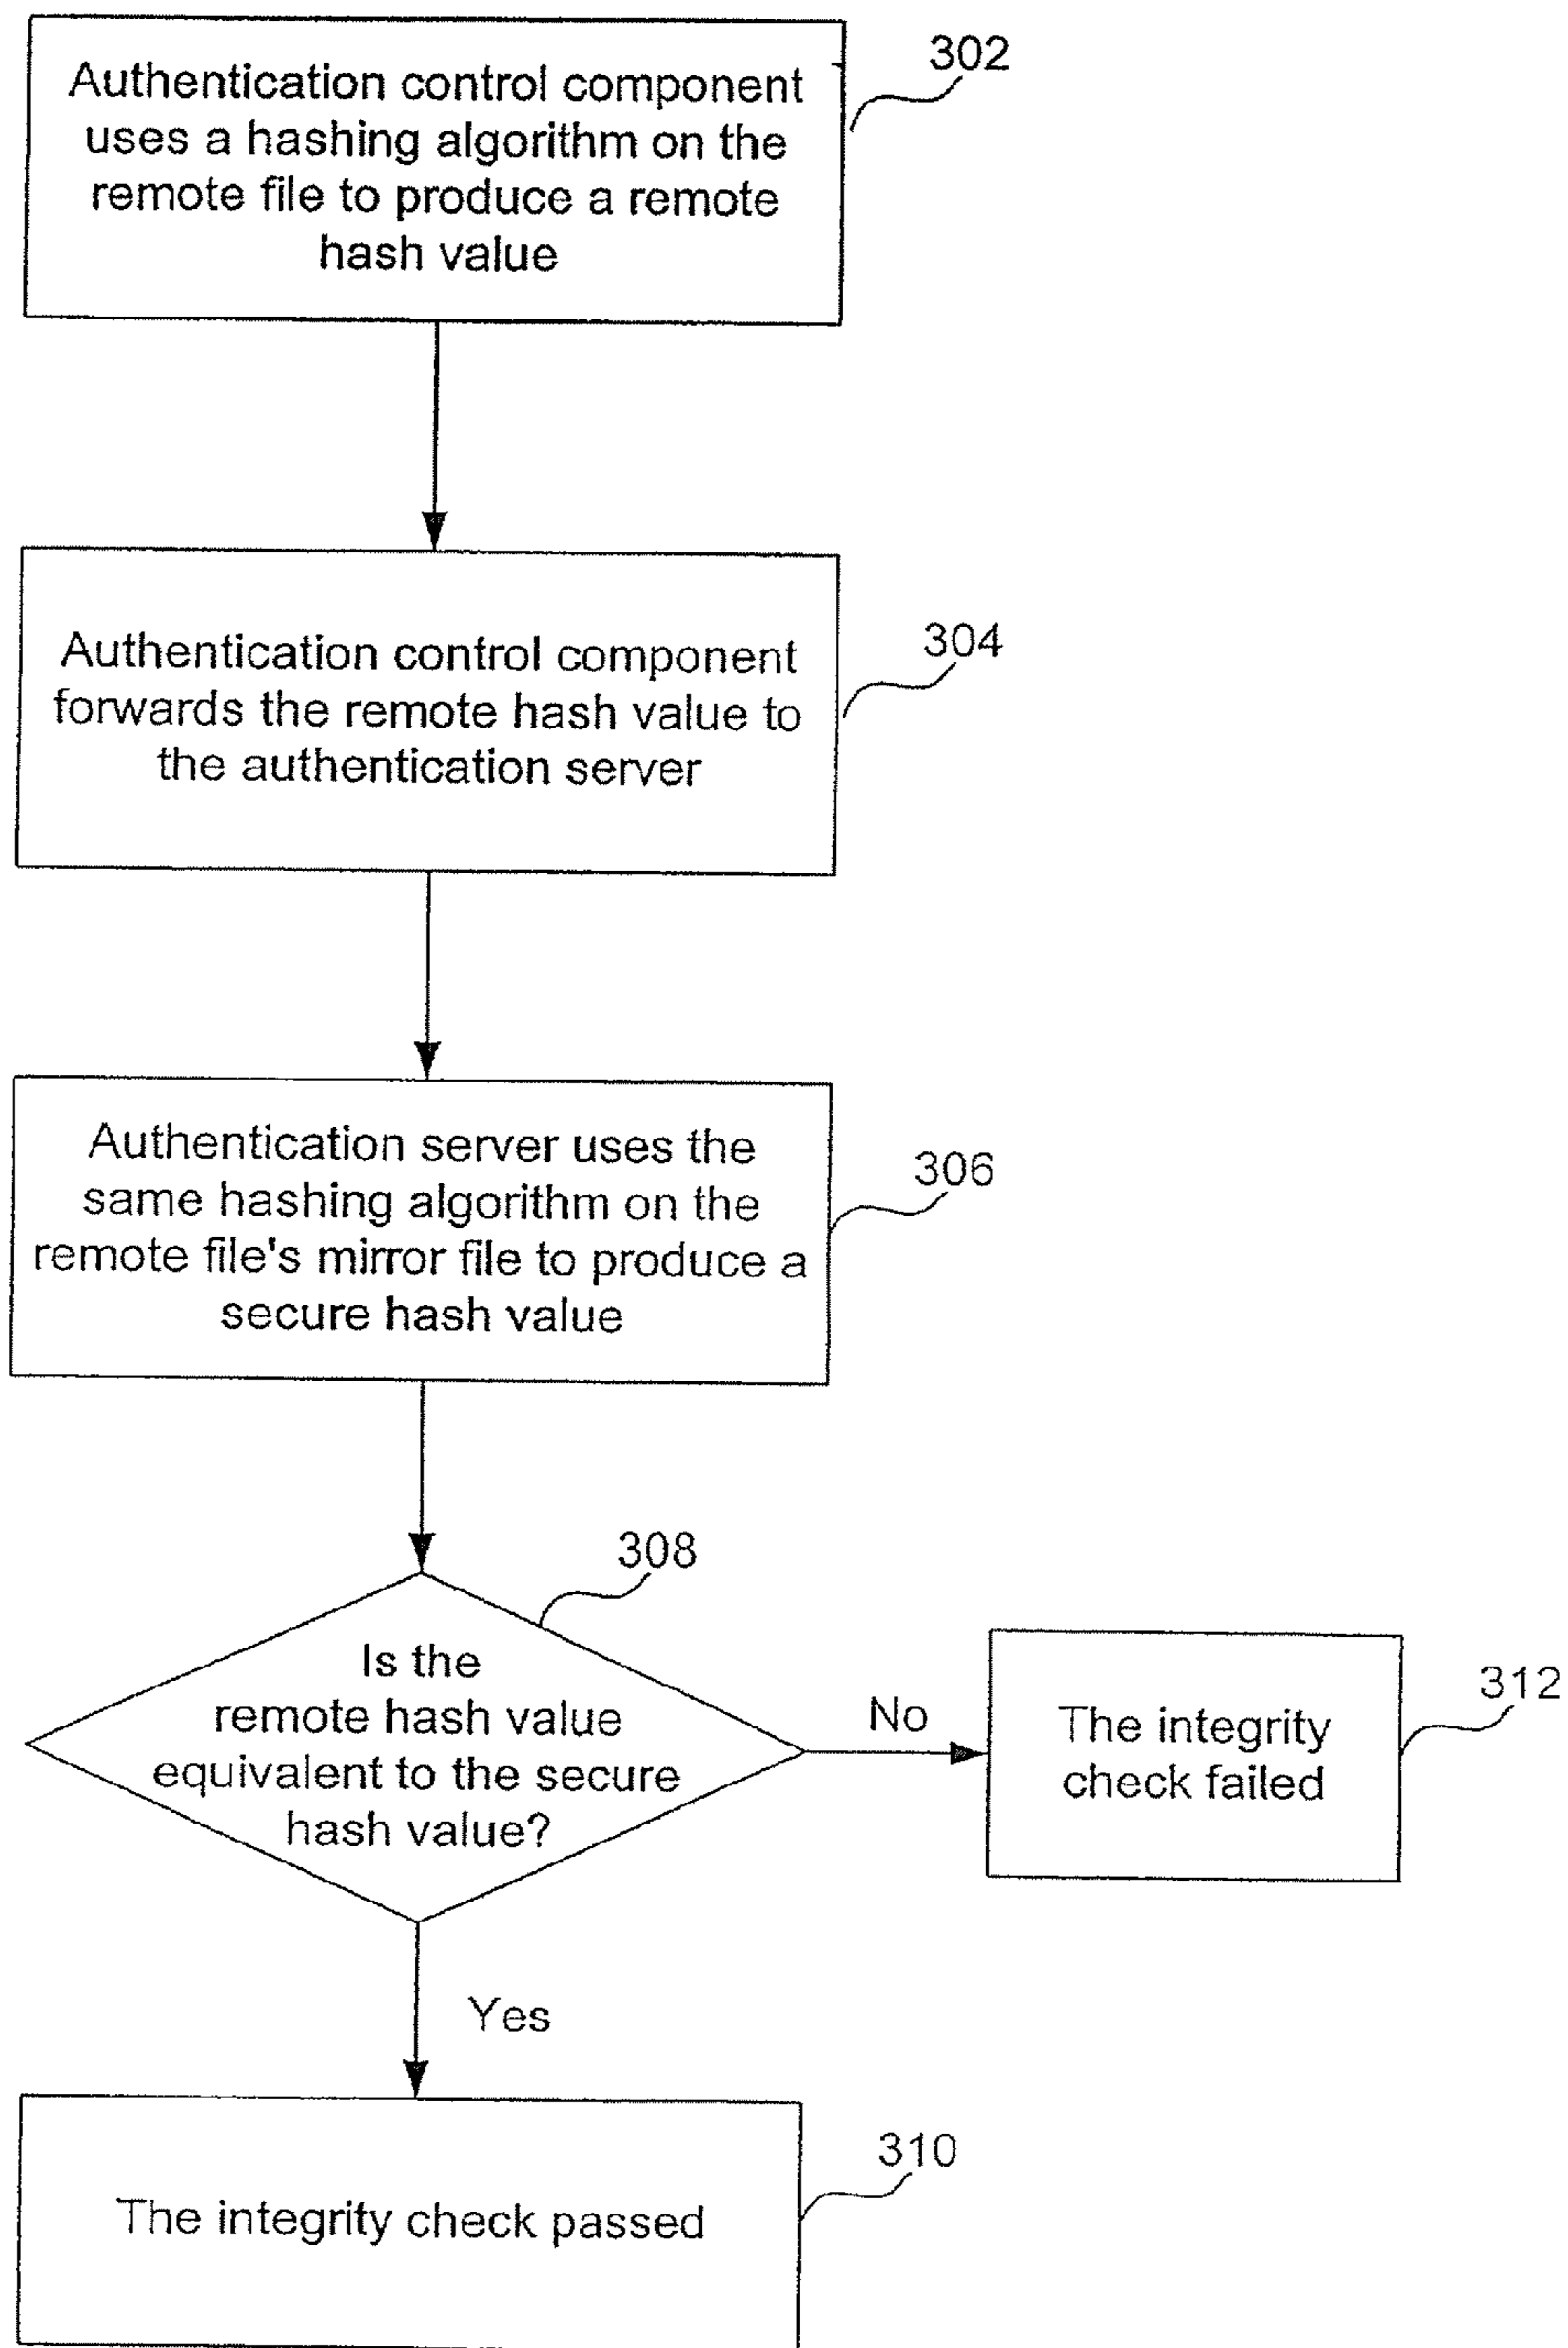 Authentication control component
uses a hashing algorithm on the
remote file to produce a remote
hash value
302
Authentication control component
forwards the remote hash value to
the authentication server
304
Authentication server uses the
same hashing algorithm on the
remote file's mirror file to produce a
secure hash value
306
308
Is the
remote hash value
equivalent to the secure
hash value?
No
The integrity
check failed
312
Yes
The integrity check passed
310